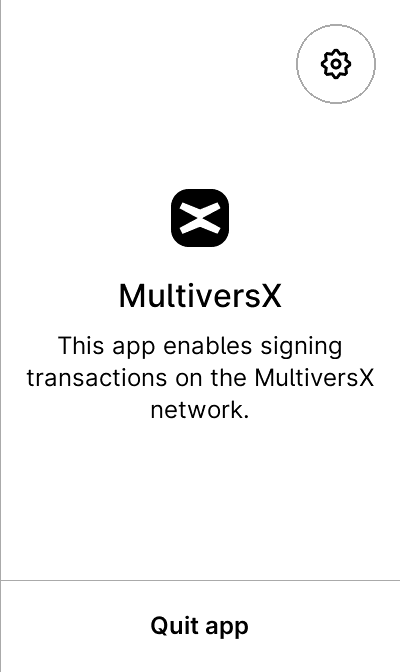 MultiversX
This app enables signing
transactions on the MultiversX
network.
Quit app